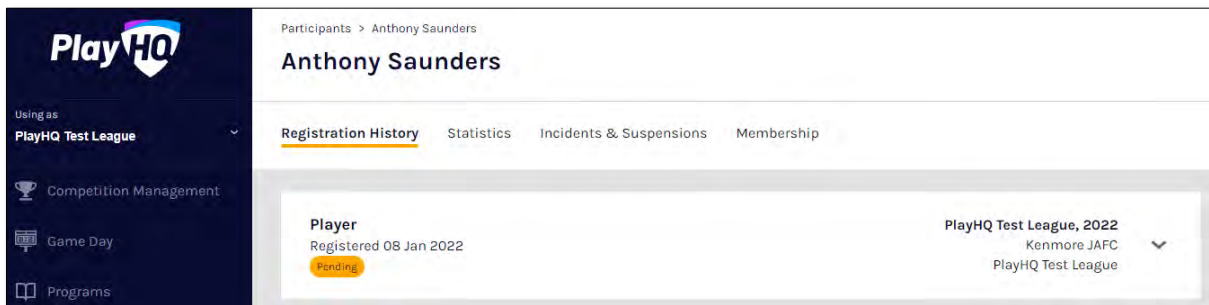 PlayHQ
Using as
PlayHQ Test League
Competition Management
Game Day
Programs
Participants > Anthony Saunders
Anthony Saunders
Registration History Statistics Incidents & Suspensions Membership
Player
Registered 08 Jan 2022
Pending
PlayHQ Test League, 2022
Kenmore JAFC
PlayHQ Test League